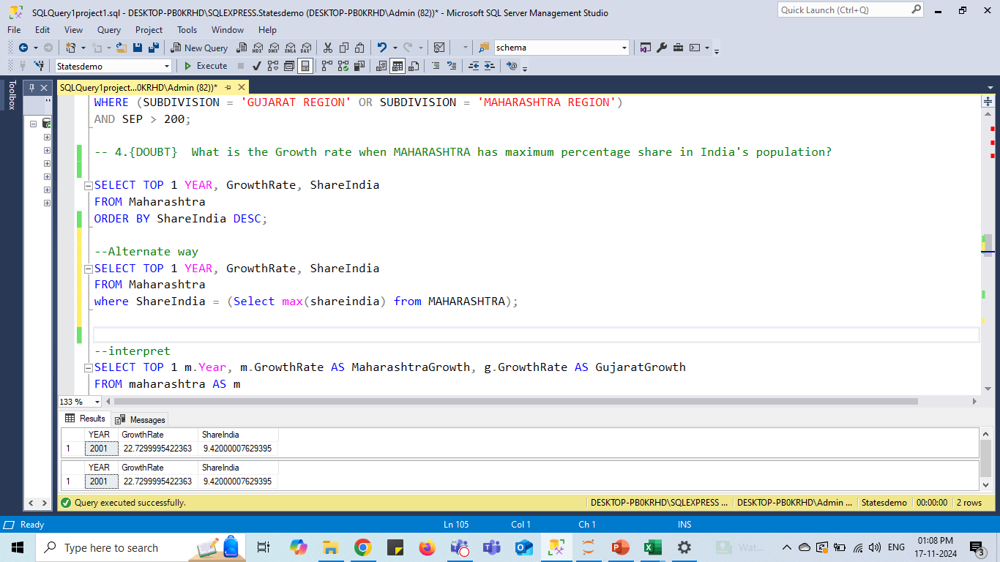 SQLQuery1project1.sql - DESKTOP-PB0KRHD\SQLEXPRESS.Statesdemo (DESKTOP-PB0KRHD\Admin (82))* - Microsoft SQL Server Management Studio
Quick Launch (Ctrl+Q)
File Edit View Query Project Tools Window Help
New Query MDX DMX XMLA DAX schema
Statesdemo Execute
Toolbox
SQLQuery1project...0KRHD\Admin (82))*
WHERE (SUBDIVISION = 'GUJARAT REGION' OR SUBDIVISION = 'MAHARASHTRA REGION')
AND SEP > 200;
-- 4.{DOUBT}  What is the Growth rate when MAHARASHTRA has maximum percentage share in India's population?
SELECT TOP 1 YEAR, GrowthRate, ShareIndia
FROM Maharashtra
ORDER BY ShareIndia DESC;
--Alternate way
SELECT TOP 1 YEAR, GrowthRate, ShareIndia
FROM Maharashtra
where ShareIndia = (Select max(shareindia) from MAHARASHTRA);
--interpret
SELECT TOP 1 m.Year, m.GrowthRate AS MaharashtraGrowth, g.GrowthRate AS GujaratGrowth
FROM maharashtra AS m
133 %
Results Messages
YEAR GrowthRate ShareIndia
1 2001 22.7299995422363 9.42000007629395
YEAR GrowthRate ShareIndia
1 2001 22.7299995422363 9.42000007629395
Query executed successfully. DESKTOP-PB0KRHD\SQLEXPRESS ... DESKTOP-PB0KRHD\Admin ... Statesdemo 00:00:00 2 rows
Ready Ln 105 Col 1 Ch 1 INS
Type here to search Wat... ENG 01:08 PM
17-11-2024 3